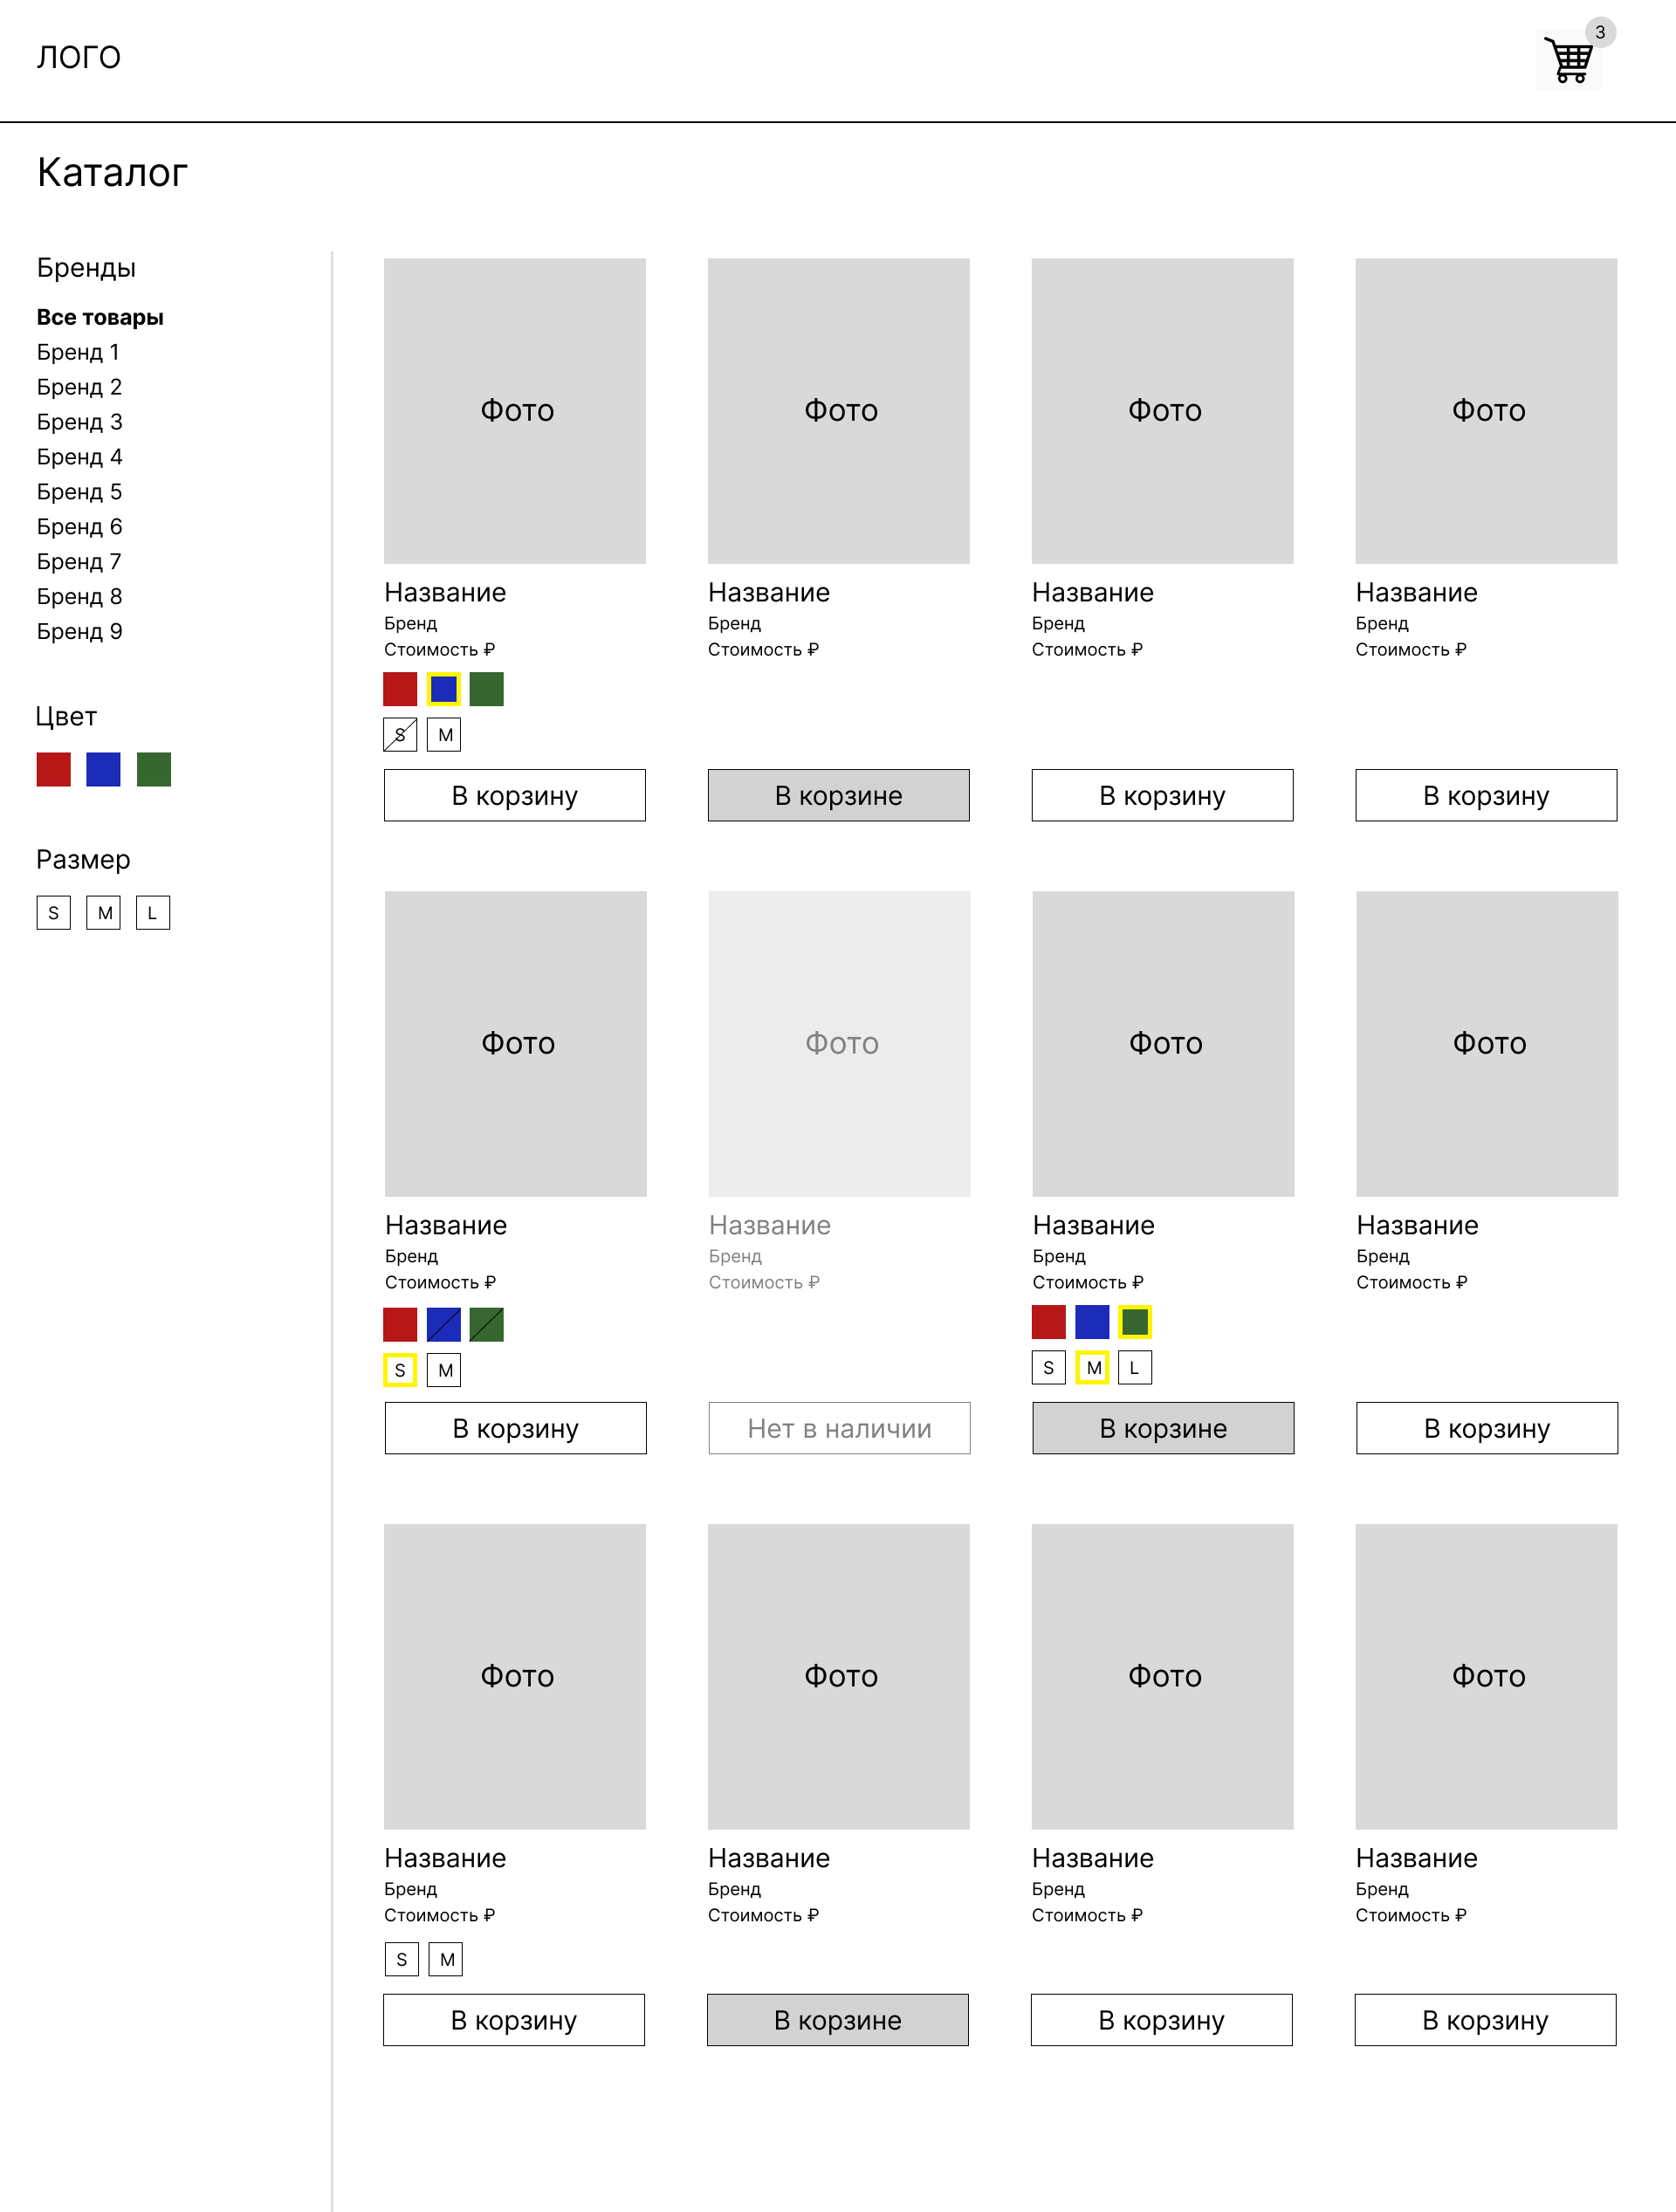 ЛОГО
3
Каталог
Бренды
Все товары
Бренд 1
Бренд 2
Бренд 3
Бренд 4
Бренд 5
Бренд 6
Бренд 7
Бренд 8
Бренд 9
Цвет
Размер
S M L
Фото Фото Фото Фото
Название Название Название Название
Бренд Бренд Бренд Бренд
Стоимость ₽ Стоимость ₽ Стоимость ₽ Стоимость ₽
S M
В корзину В корзине В корзину В корзину
Фото Фото Фото Фото
Название Название Название Название
Бренд Бренд Бренд Бренд
Стоимость ₽ Стоимость ₽ Стоимость ₽ Стоимость ₽
S M S M L
В корзину Нет в наличии В корзине В корзину
Фото Фото Фото Фото
Название Название Название Название
Бренд Бренд Бренд Бренд
Стоимость ₽ Стоимость ₽ Стоимость ₽ Стоимость ₽
S M
В корзину В корзине В корзину В корзину